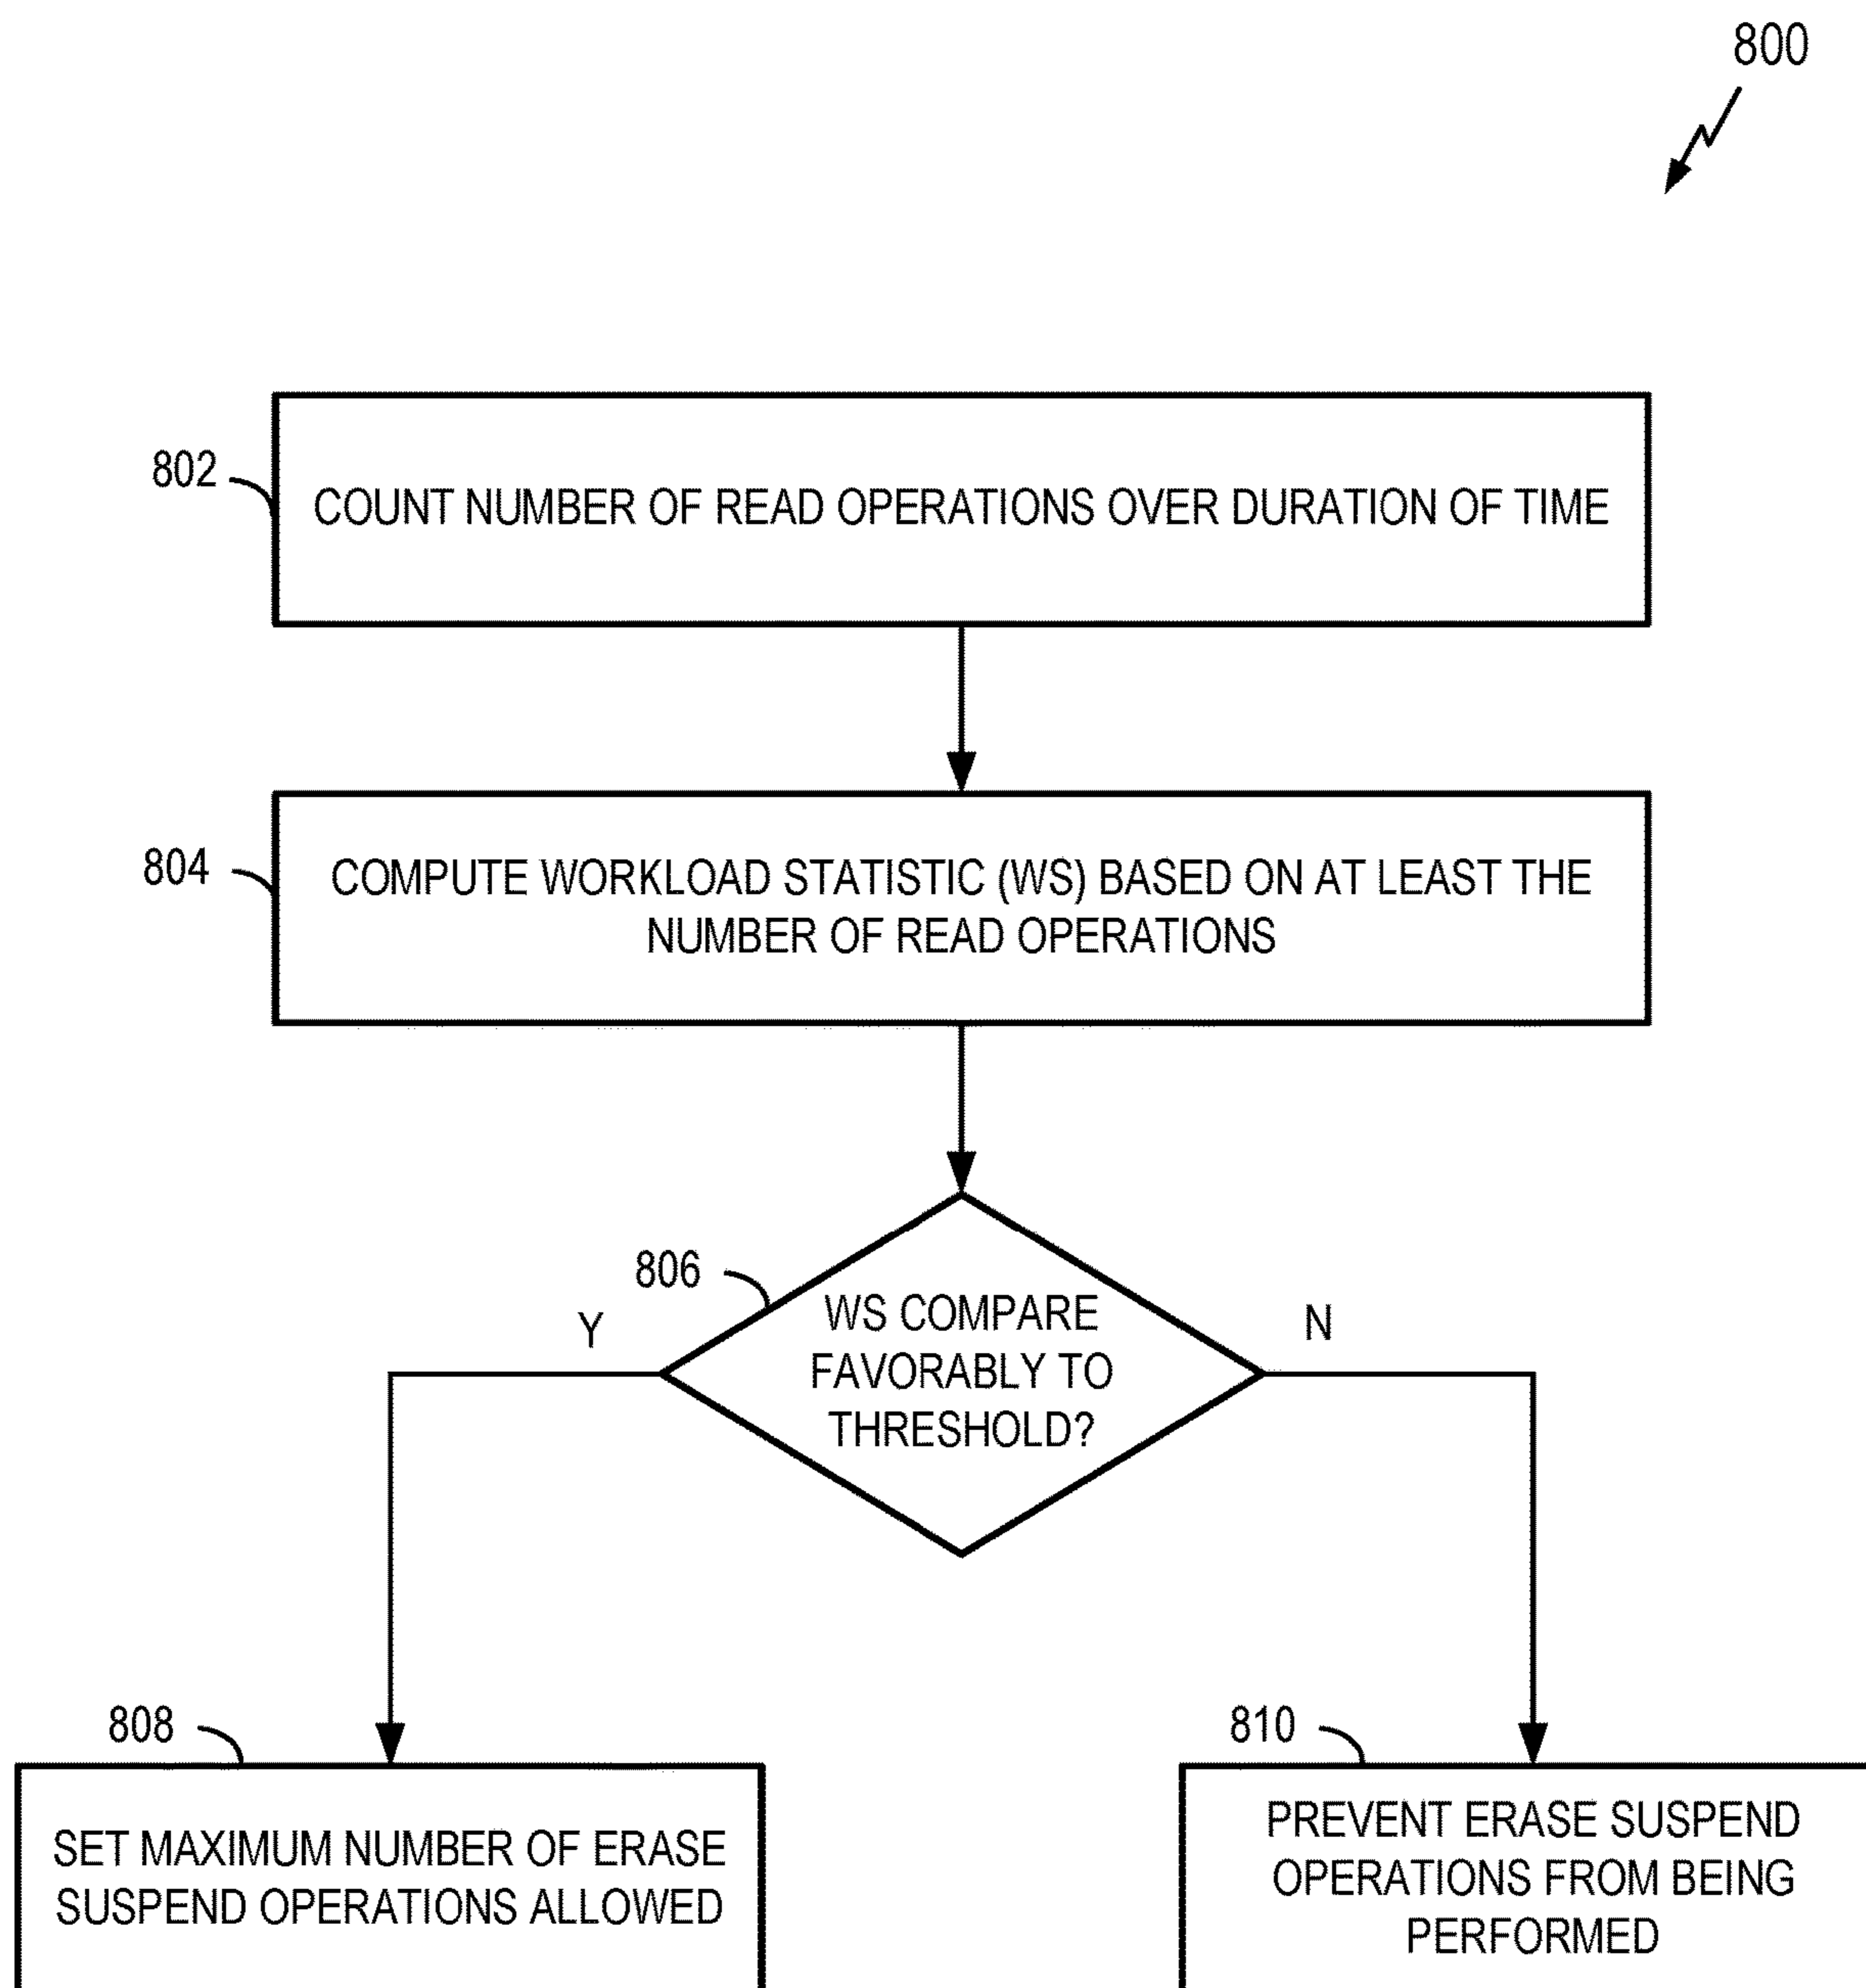 800
802
COUNT NUMBER OF READ OPERATIONS OVER DURATION OF TIME
804
COMPUTE WORKLOAD STATISTIC (WS) BASED ON AT LEAST THE
NUMBER OF READ OPERATIONS
806
Y
N
WS COMPARE
FAVORABLY TO
THRESHOLD?
808
SET MAXIMUM NUMBER OF ERASE
SUSPEND OPERATIONS ALLOWED
810
PREVENT ERASE SUSPEND
OPERATIONS FROM BEING
PERFORMED